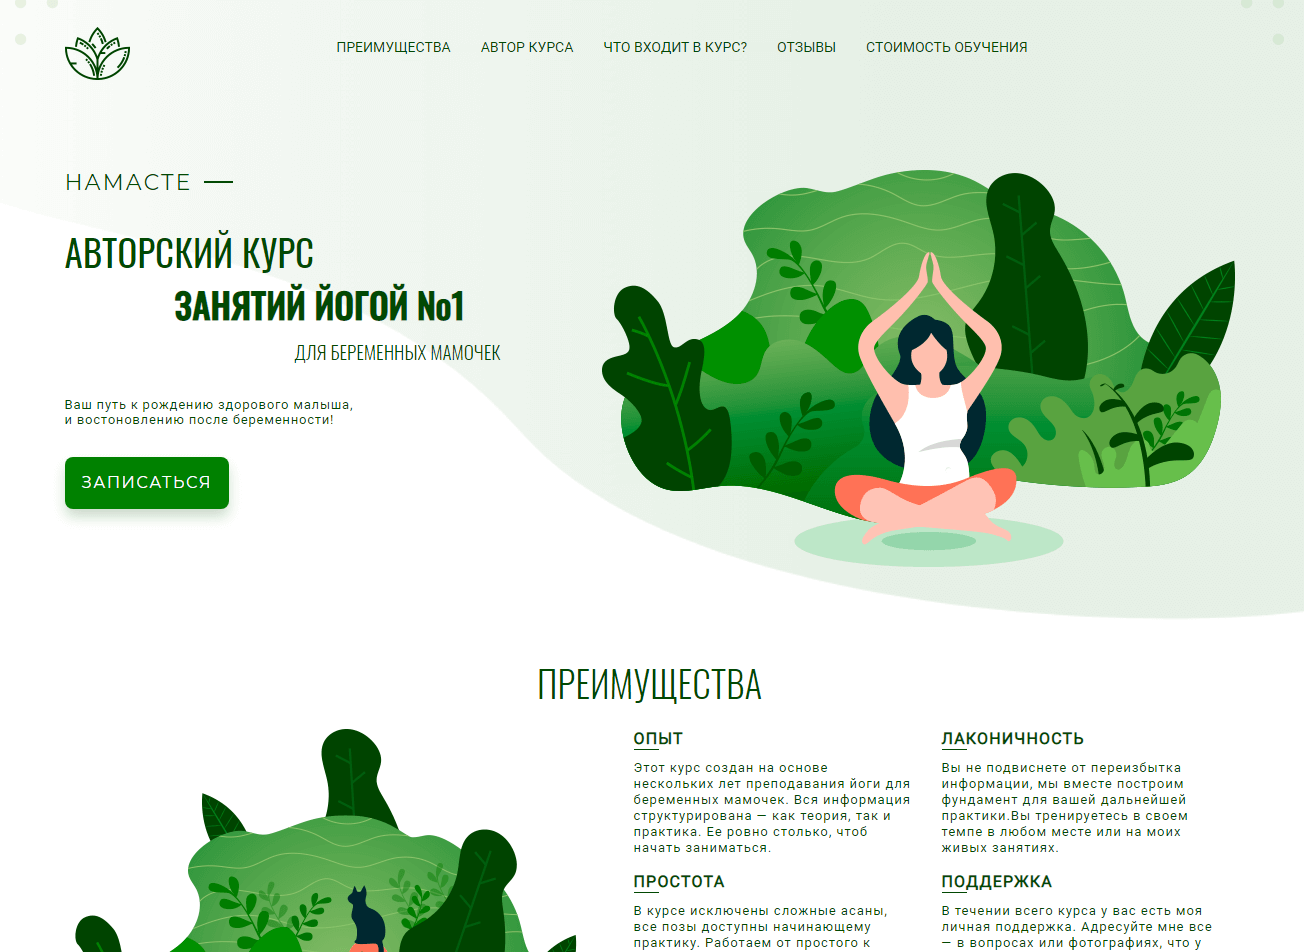 ПРЕИМУЩЕСТВА АВТОР КУРСА ЧТО ВХОДИТ В КУРС? ОТЗЫВЫ СТОИМОСТЬ ОБУЧЕНИЯ
НАМАСТЕ —
АВТОРСКИЙ КУРС
ЗАНЯТИЙ ЙОГОЙ №1
ДЛЯ БЕРЕМЕННЫХ МАМОЧЕК
Ваш путь к рождению здорового малыша,
и востоновлению после беременности!
ЗАПИСАТЬСЯ
ПРЕИМУЩЕСТВА
ОПЫТ
Этот курс создан на основе
нескольких лет преподавания йоги для
беременных мамочек. Вся информация
структурирована — как теория, так и
практика. Ее ровно столько, чтоб
начать заниматься.
ЛАКОНИЧНОСТЬ
Вы не подвиснете от переизбытка
информации, мы вместе построим
фундамент для вашей дальнейшей
практики.Вы тренируетесь в своем
темпе в любом месте или на моих
живых занятиях.
ПРОСТОТА
В курсе исключены сложные асаны,
все позы доступны начинающему
практику. Работаем от простого к
ПОДДЕРЖКА
В течении всего курса у вас есть моя
личная поддержка. Адресуйте мне все
— в вопросах или фотографиях, что у